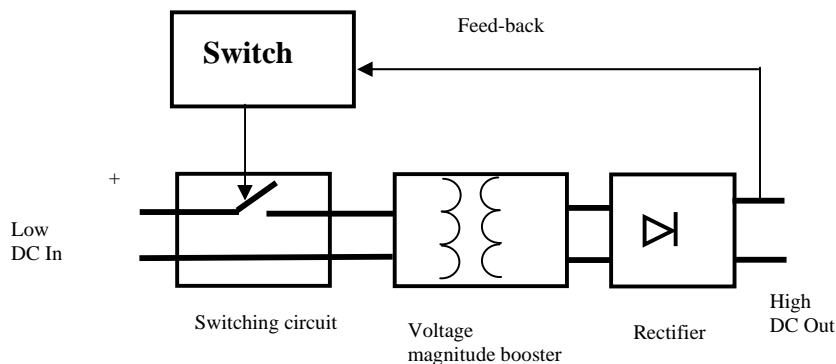 Feed-back
Switch
+
Low
DC In
Switching circuit
Voltage
magnitude booster
Rectifier
High
DC Out